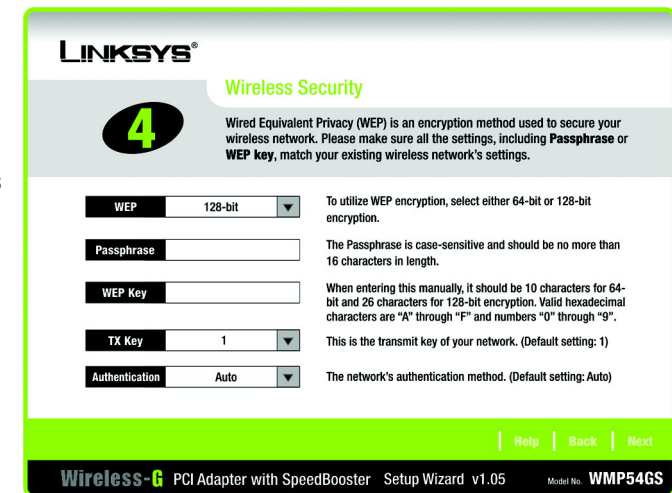 LINKSYS®
Wireless Security
4
Wired Equivalent Privacy (WEP) is an encryption method used to secure your
wireless network. Please make sure all the settings, including Passphrase or
WEP key, match your existing wireless network's settings.
WEP
128-bit
To utilize WEP encryption, select either 64-bit or 128-bit
encryption.
Passphrase
The Passphrase is case-sensitive and should be no more than
16 characters in length.
WEP Key
When entering this manually, it should be 10 characters for 64-
bit and 26 characters for 128-bit encryption. Valid hexadecimal
characters are “A” through “F” and numbers “0” through “9”.
TX Key
1
This is the transmit key of your network. (Default setting: 1)
Authentication
Auto
The network's authentication method. (Default setting: Auto)
Help
Back
Next
Wireless-G PCI Adapter with SpeedBooster Setup Wizard v1.05 Model No. WMP54GS